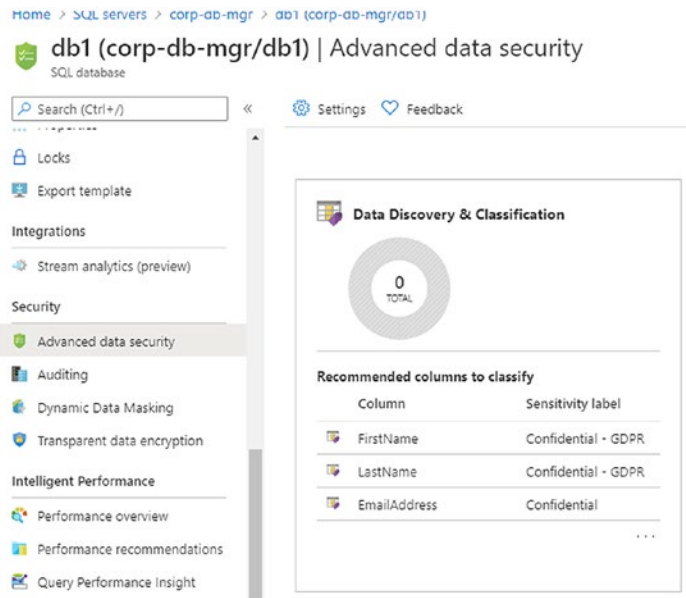 Home > SQL servers > corp-db-mgr > db1 (corp-db-mgr/db1)
db1 (corp-db-mgr/db1) | Advanced data security
SQL database
Search (Ctrl+/)
«
Settings
Feedback
Properties
Locks
Export template
Integrations
Stream analytics (preview)
Security
Advanced data security
Auditing
Dynamic Data Masking
Transparent data encryption
Intelligent Performance
Performance overview
Performance recommendations
Query Performance Insight
Data Discovery & Classification
0
TOTAL
Recommended columns to classify
Column Sensitivity label
FirstName Confidential - GDPR
LastName Confidential - GDPR
EmailAddress Confidential
...